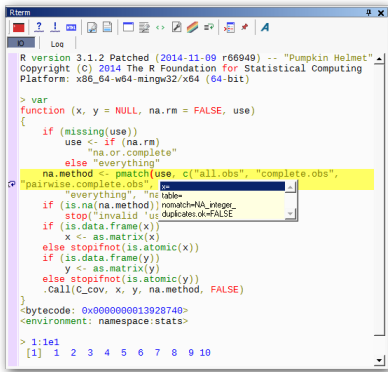 Rterm
IO Log
R version 3.1.2 Patched (2014-11-09 r66949) -- "Pumpkin Helmet"
Copyright (C) 2014 The R Foundation for Statistical Computing
Platform: x86_64-w64-mingw32/x64 (64-bit)
> var
function (x, y = NULL, na.rm = FALSE, use)
{
if (missing(use))
use <- if (na.rm)
"na.or.complete"
else "everything"
na.method <- pmatch(use, c("all.obs", "complete.obs",
"pairwise.complete.obs",
x=
"everything", "na
table=
if (is.na(na.method))
nomatch=NA_integer_
stop("invalid 'us
duplicates.ok=FALSE
if (is.data.frame(x))
x <- as.matrix(x)
else stopifnot(is.atomic(x))
if (is.data.frame(y))
y <- as.matrix(y)
else stopifnot(is.atomic(y))
.Call(C_cov, x, y, na.method, FALSE)
}
<bytecode: 0x0000000013928740>
<environment: namespace:stats>
> 1:1e1
[1] 1 2 3 4 5 6 7 8 9 10